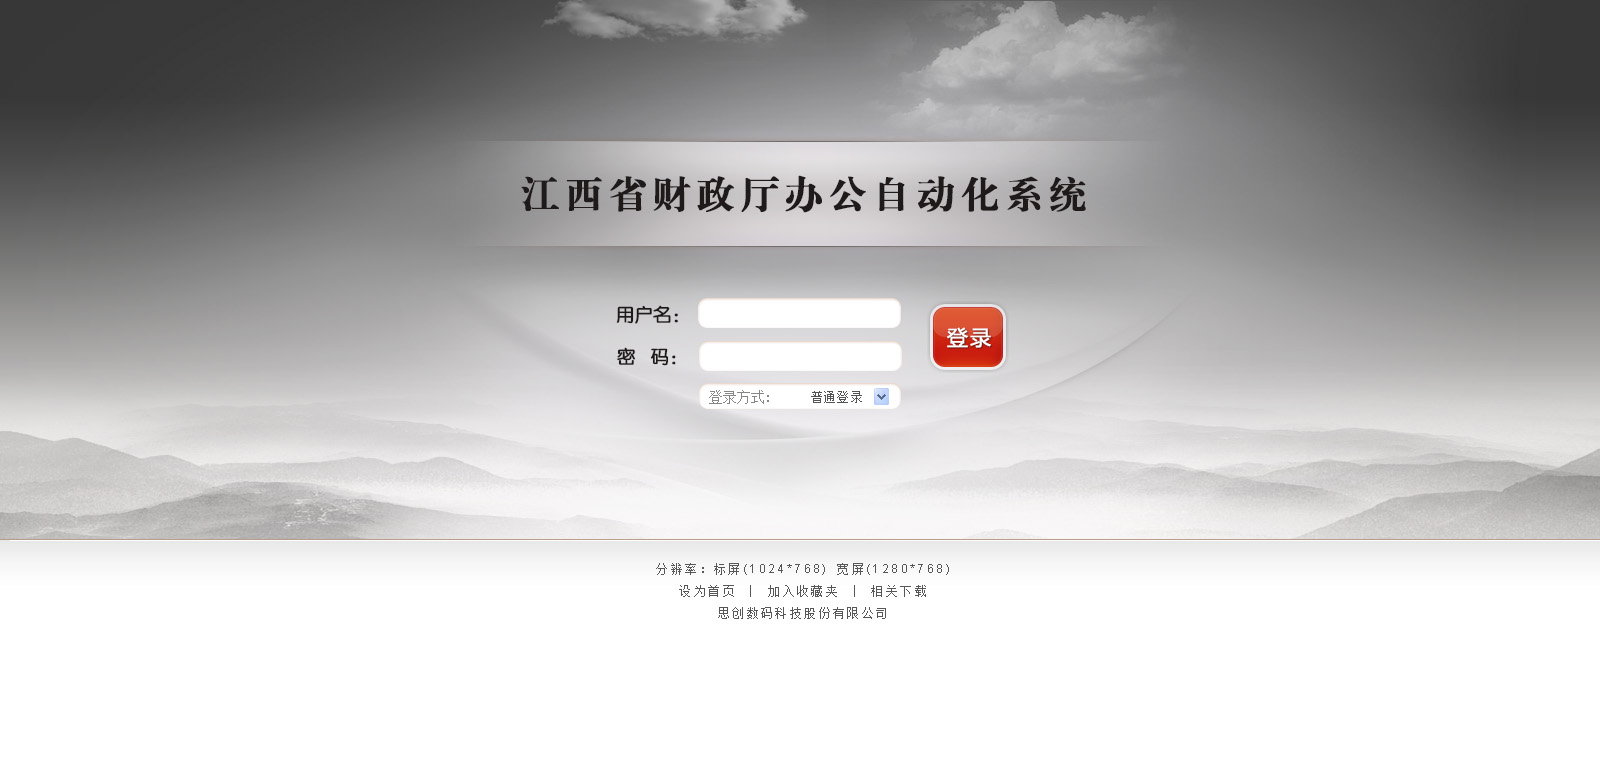 江西省财政厅办公自动化系统
用户名：
密 码：
登录
登录方式： 普通登录
分辨率：标屏(1024*768) 宽屏(1280*768)
设为首页 | 加入收藏夹 | 相关下载
思创数码科技股份有限公司